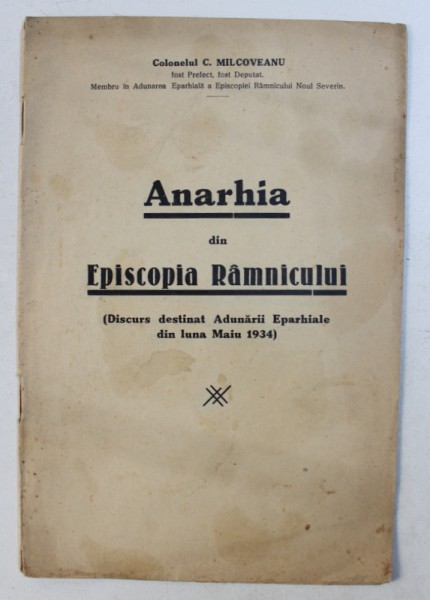 Colonelul C. MILCOVEANU
fost Prefect, fost Deputat.
Membru în Adunarea Eparhială a Episcopiei Râmnicului Noul Severin.
Anarhia
din
Episcopia Râmnicului
(Discurs destinat Adunării Eparhiale
din luna Maiu 1934)